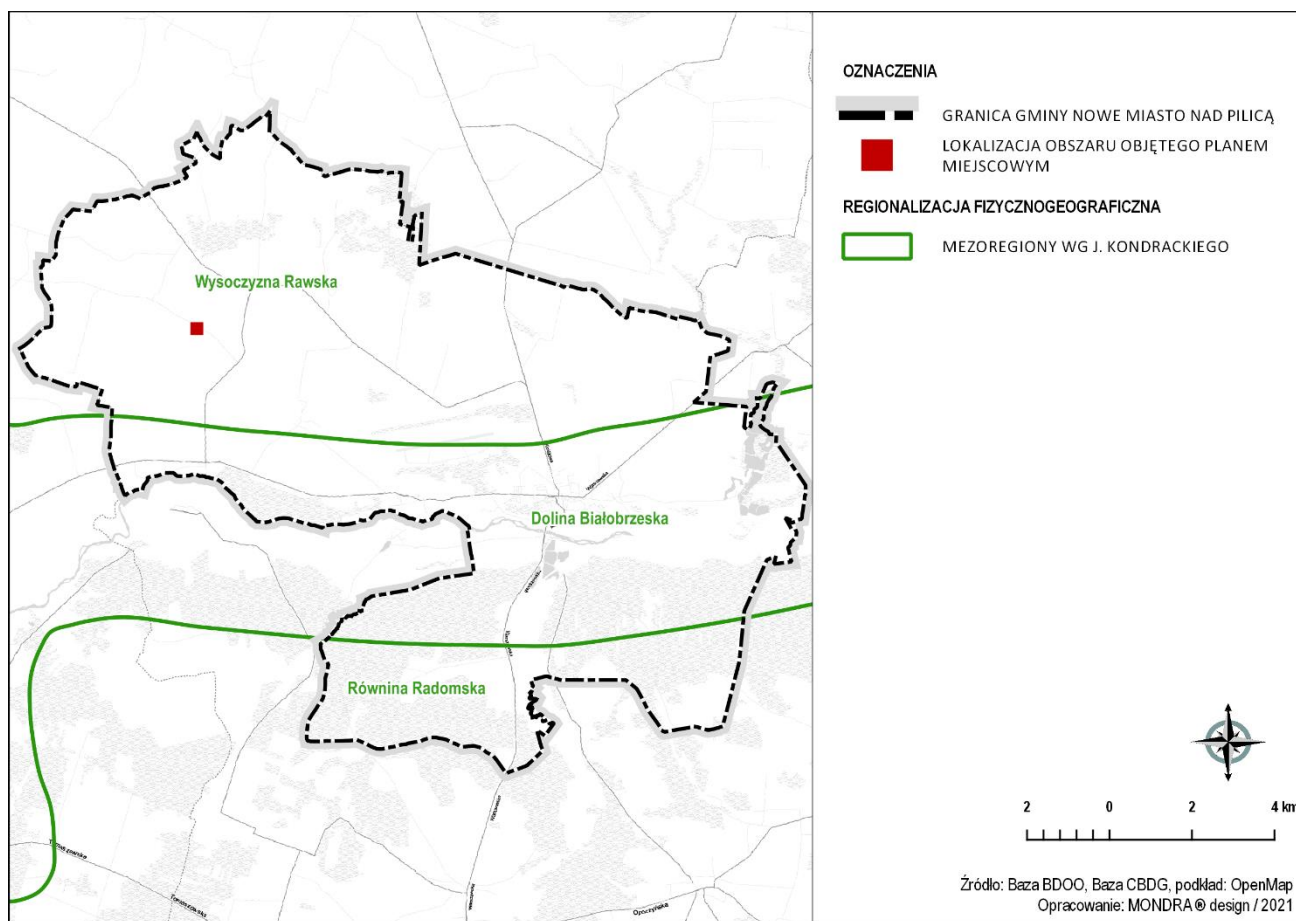 OZNACZENIA
GRANICA GMINY NOWE MIASTO NAD PILICĄ
LOKALIZACJA OBSZARU OBJĘTEGO PLANEM
MIEJSCOWYM
REGIONALIZACJA FIZYCZNOGEOGRAFICZNA
MEZOREGIONY WG J. KONDRACKIEGO
Wysoczyzna Rawska
Dolina Białobrzeska
Równina Radomska
Tomaszowska
Opoczyńska
2 0 2 4 km
Źródło: Baza BDOO, Baza CBDG, podkład: OpenMap
Opracowanie: MONDRA® design / 2021